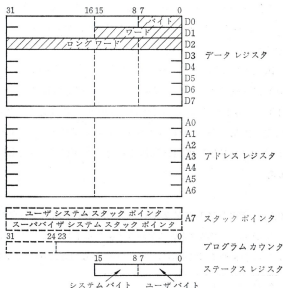 31 16 15 8 7 0
バイト D0
ワード D1
ロング ワード D2
D3 データ レジスタ
D4
D5
D6
D7
A0
A1
A2
A3 アドレス レジスタ
A4
A5
A6
ユーザ システム スタック ポインタ
A7 スタック ポインタ
スーパバイザ システム スタック ポインタ
31 24 23 0
プログラム カウンタ
15 8 7 0
ステータス レジスタ
システム バイト ユーザ バイト